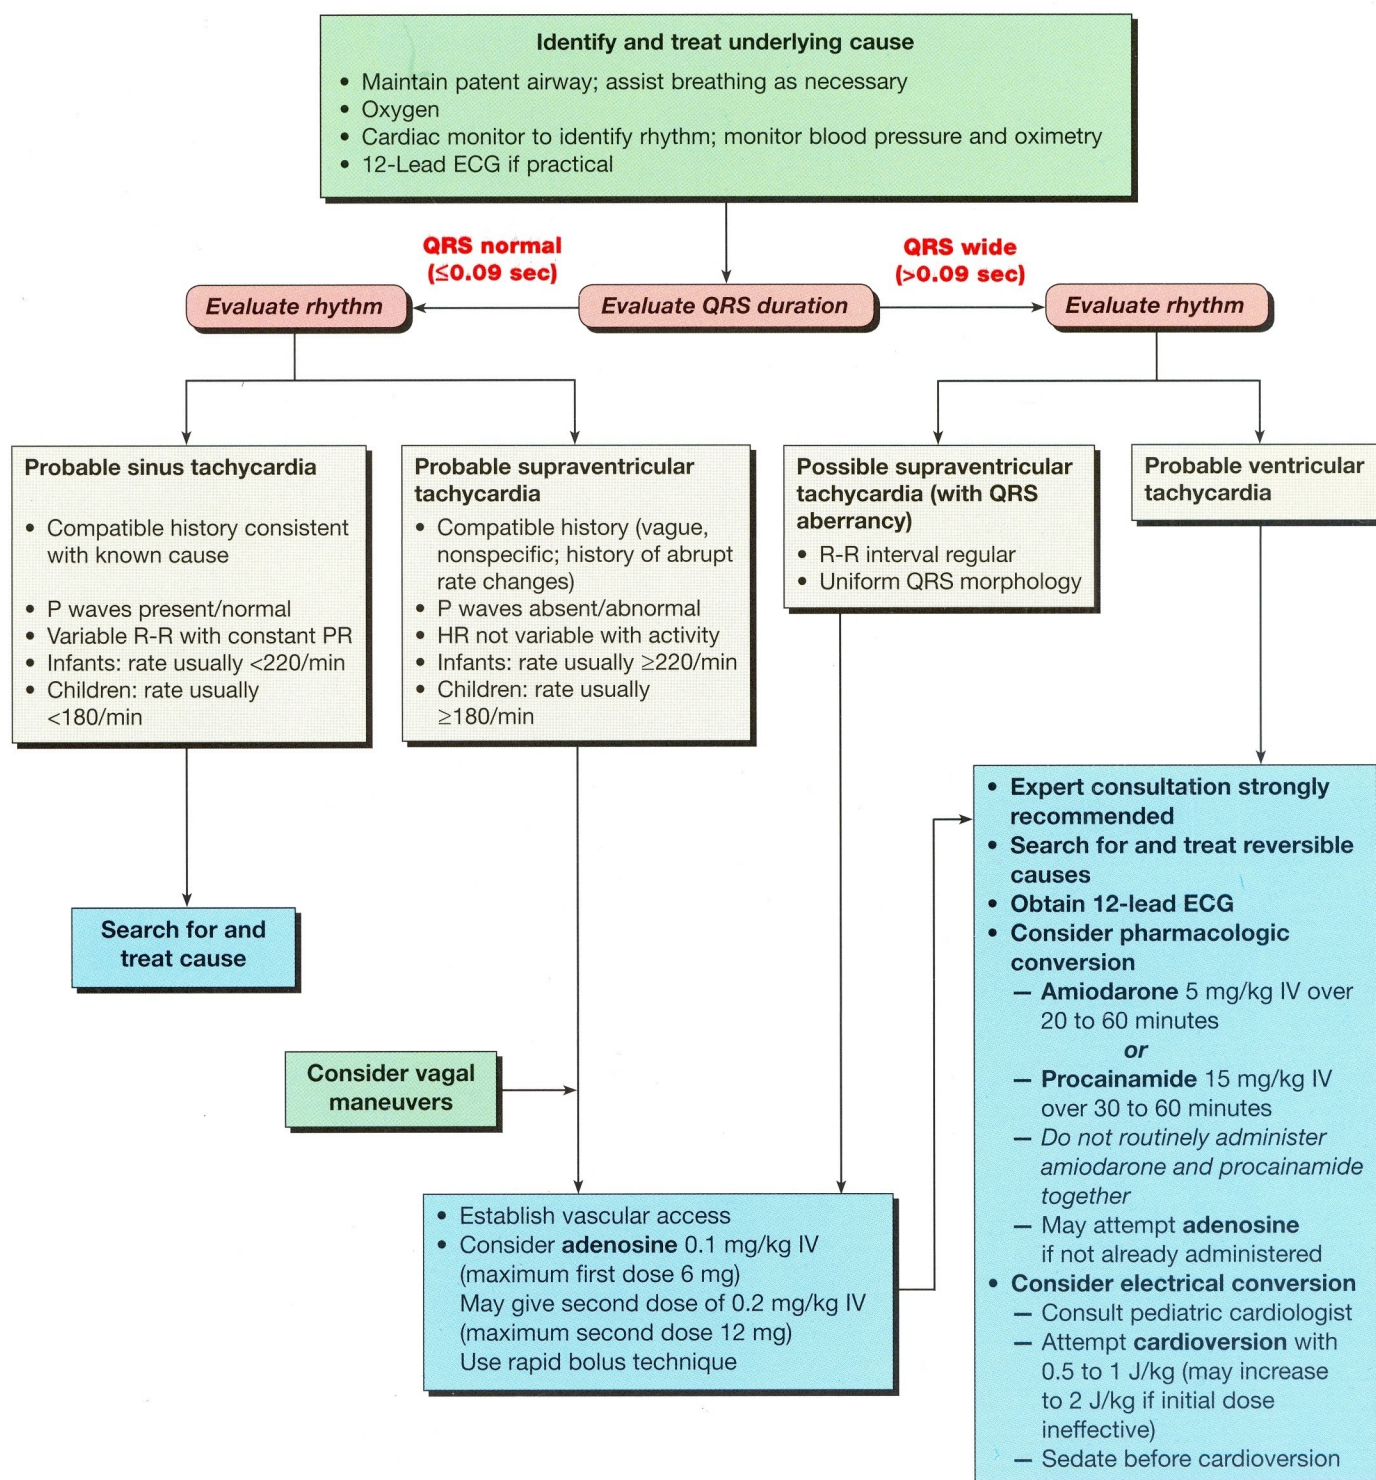 Identify and treat underlying cause
• Maintain patent airway; assist breathing as necessary
• Oxygen
• Cardiac monitor to identify rhythm; monitor blood pressure and oximetry
• 12-Lead ECG if practical
QRS normal
(≤0.09 sec)
QRS wide
(>0.09 sec)
Evaluate rhythm
Evaluate QRS duration
Evaluate rhythm
Probable sinus tachycardia
• Compatible history consistent
with known cause
• P waves present/normal
• Variable R-R with constant PR
• Infants: rate usually <220/min
• Children: rate usually
<180/min
Probable supraventricular
tachycardia
• Compatible history (vague,
nonspecific; history of abrupt
rate changes)
• P waves absent/abnormal
• HR not variable with activity
• Infants: rate usually ≥220/min
• Children: rate usually
≥180/min
Possible supraventricular
tachycardia (with QRS
aberrancy)
• R-R interval regular
• Uniform QRS morphology
Probable ventricular
tachycardia
Search for and
treat cause
Consider vagal
maneuvers
• Establish vascular access
• Consider adenosine 0.1 mg/kg IV
(maximum first dose 6 mg)
May give second dose of 0.2 mg/kg IV
(maximum second dose 12 mg)
Use rapid bolus technique
• Expert consultation strongly
recommended
• Search for and treat reversible
causes
• Obtain 12-lead ECG
• Consider pharmacologic
conversion
– Amiodarone 5 mg/kg IV over
20 to 60 minutes
or
– Procainamide 15 mg/kg IV
over 30 to 60 minutes
– Do not routinely administer
amiodarone and procainamide
together
– May attempt adenosine
if not already administered
• Consider electrical conversion
– Consult pediatric cardiologist
– Attempt cardioversion with
0.5 to 1 J/kg (may increase
to 2 J/kg if initial dose
ineffective)
– Sedate before cardioversion